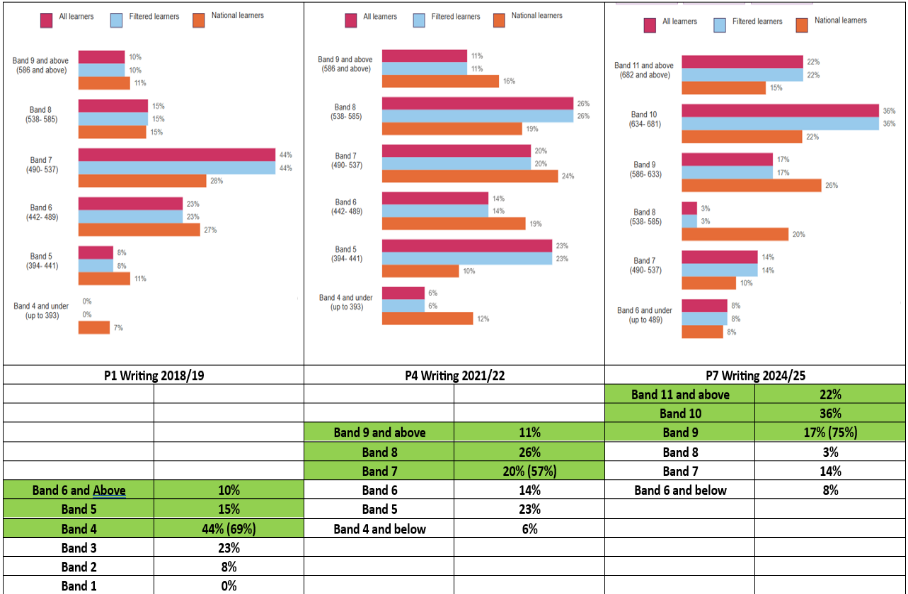 All learners Filtered learners National learners
Band 9 and above 10%
(586 and above) 10%
11%
Band 8 15%
(538- 585) 15%
15%
Band 7 44%
(490- 537) 44%
28%
Band 6 23%
(442- 489) 23%
27%
Band 5 8%
(394- 441) 8%
11%
Band 4 and under 0%
(up to 393) 0%
7%
All learners Filtered learners National learners
Band 9 and above 11%
(586 and above) 11%
16%
Band 8 26%
(538- 585) 26%
19%
Band 7 20%
(490- 537) 20%
24%
Band 6 14%
(442- 489) 14%
19%
Band 5 23%
(394- 441) 23%
10%
Band 4 and under 6%
(up to 393) 6%
12%
All learners Filtered learners National learners
Band 11 and above 22%
(682 and above) 22%
15%
Band 10 36%
(634- 681) 36%
22%
Band 9 17%
(586- 633) 17%
26%
Band 8 3%
(538- 585) 3%
20%
Band 7 14%
(490- 537) 14%
10%
Band 6 and under 8%
(up to 489) 8%
8%
P1 Writing 2018/19 P4 Writing 2021/22 P7 Writing 2024/25
Band 11 and above 22%
Band 10 36%
Band 9 and above 11% Band 9 17% (75%)
Band 8 26% Band 8 3%
Band 7 20% (57%) Band 7 14%
Band 6 and Above 10% Band 6 14% Band 6 and below 8%
Band 5 15% Band 5 23%
Band 4 44% (69%) Band 4 and below 6%
Band 3 23%
Band 2 8%
Band 1 0%